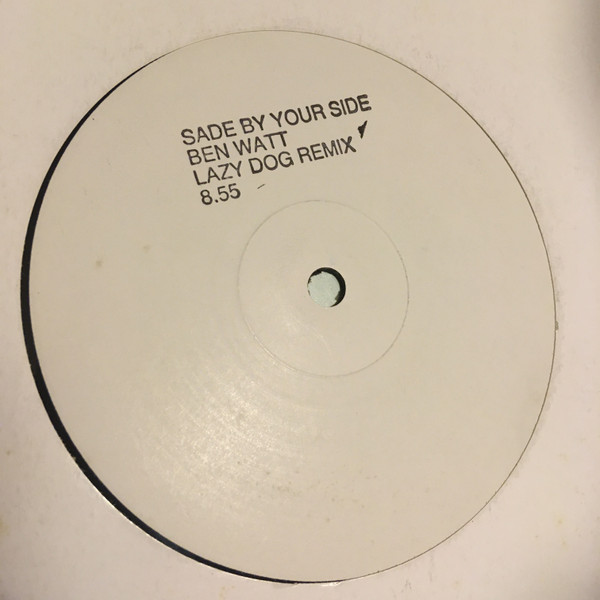 SADE BY YOUR SIDE
BEN WATT
LAZY DOG REMIX
8.55